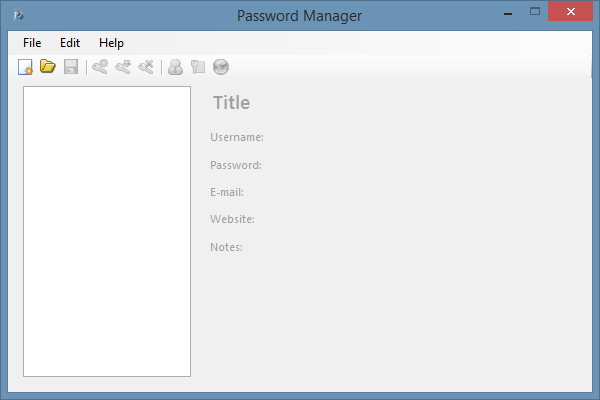 Password Manager
File Edit Help
Title
Username:
Password:
E-mail:
Website:
Notes: